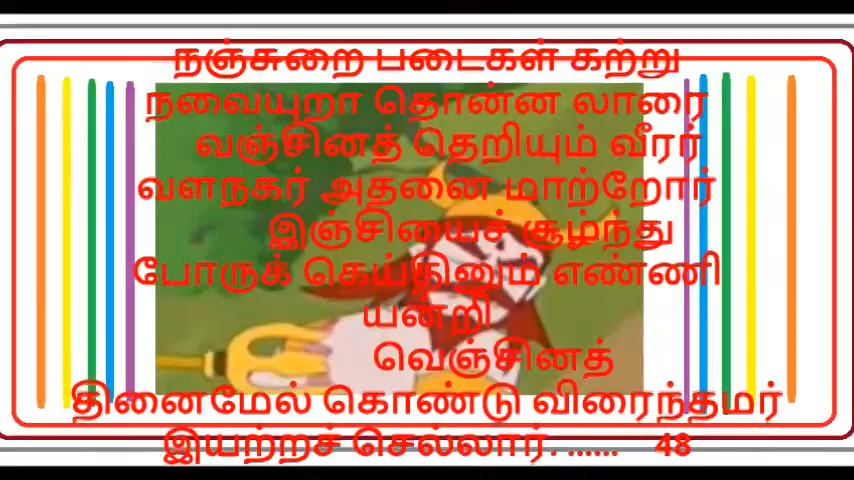 நஞ்சுறை படைகள் கற்று
நவையுறா தொன்ன லாரை
வஞ்சினத் தெறியும் வீரர்
வளநகர் அதனை மாற்றோர்
இஞ்சியைச் சூழ்ந்து
போருக் கெய்தினும் எண்ணி
யன்றி
வெஞ்சினத்
தினைமேல் கொண்டு விரைந்தமர்
இயற்றச் செல்லார். ...... 48